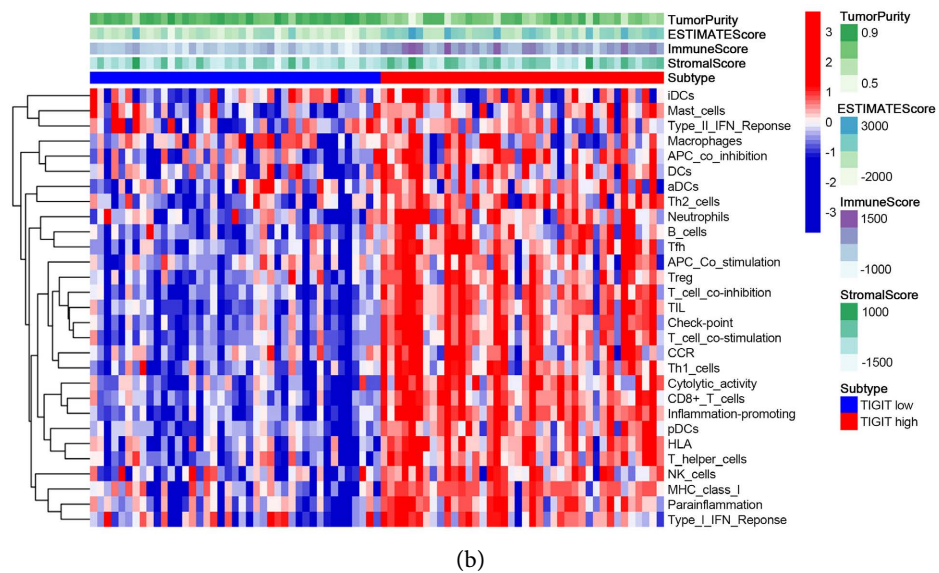 TumorPurity
ESTIMATEScore
ImmuneScore
StromalScore
Subtype
iDCs
Mast_cells
Type_II_IFN_Reponse
Macrophages
APC_co_inhibition
DCs
aDCs
Th2_cells
Neutrophils
B_cells
Tfh
APC_Co_stimulation
Treg
T_cell_co-inhibition
TIL
Check-point
T_cell_co-stimulation
CCR
Th1_cells
Cytolytic_activity
CD8+_T_cells
Inflammation-promoting
pDCs
HLA
T_helper_cells
NK_cells
MHC_class_I
Parainflammation
Type_I_IFN_Reponse
3
2
1
0
-1
-2
-3
TumorPurity
0.9
0.5
ESTIMATEScore
3000
-2000
ImmuneScore
1500
-1000
StromalScore
1000
-1500
Subtype
TIGIT low
TIGIT high
(b)